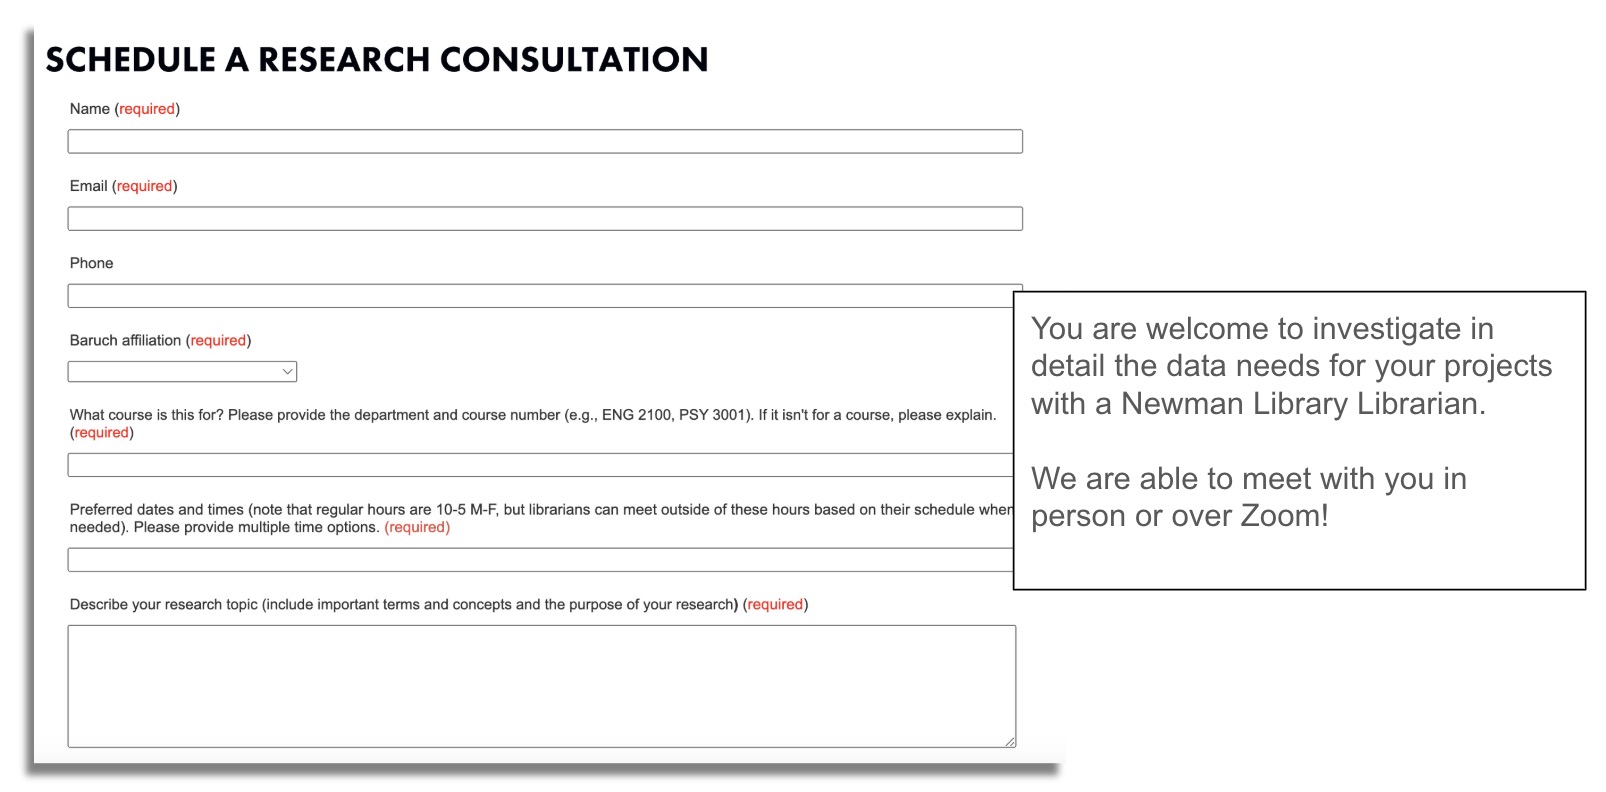 SCHEDULE A RESEARCH CONSULTATION
Name (required)
Email (required)
Phone
Baruch affiliation (required)
What course is this for? Please provide the department and course number (e.g., ENG 2100, PSY 3001). If it isn't for a course, please explain.
(required)
Preferred dates and times (note that regular hours are 10-5 M-F, but librarians can meet outside of these hours based on their schedule when
needed). Please provide multiple time options. (required)
Describe your research topic (include important terms and concepts and the purpose of your research) (required)
You are welcome to investigate in
detail the data needs for your projects
with a Newman Library Librarian.
We are able to meet with you in
person or over Zoom!